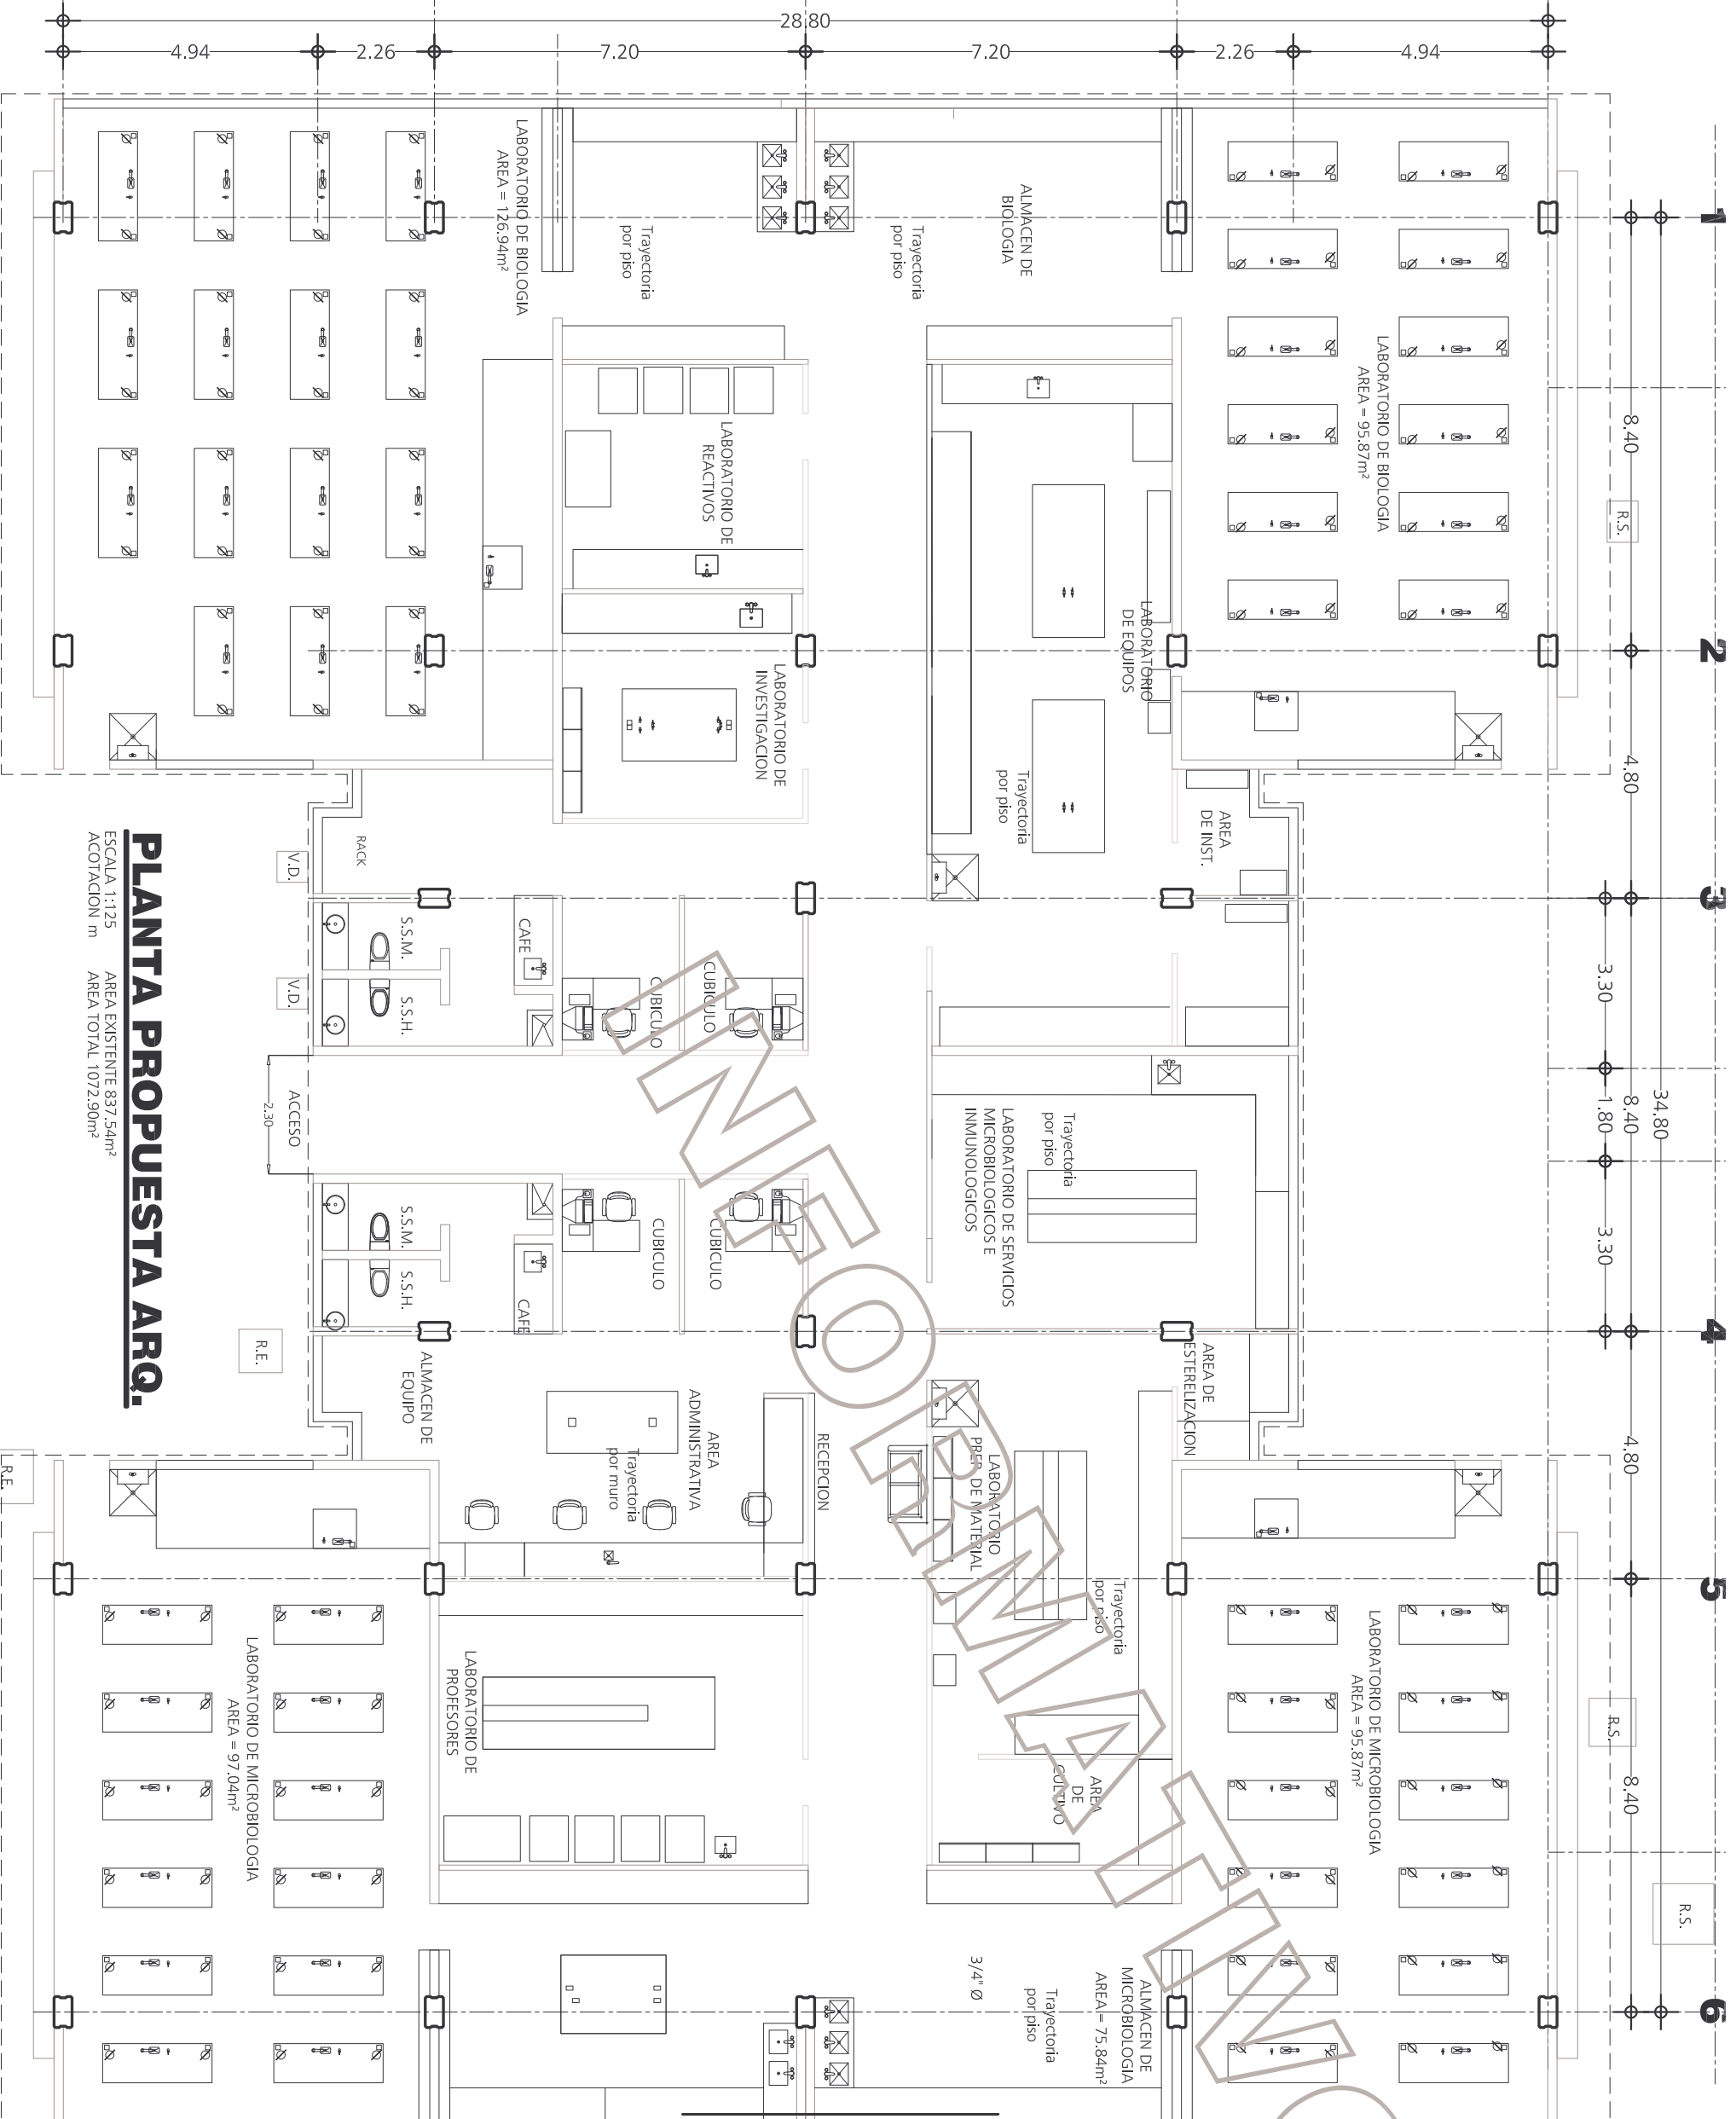 28.80
4.94
2.26
7.20
7.20
2.26
4.94
1
2
3
4
5
6
8.40
4.80
8.40
4.80
8.40
34.80
3.30
1.80
3.30
LABORATORIO DE BIOLOGIA
AREA = 126.94m²
Trayectoria
por piso
Trayectoria
por piso
ALMACEN DE
BIOLOGIA
LABORATORIO DE BIOLOGIA
AREA = 95.87m²
R.S.
LABORATORIO DE
REACTIVOS
LABORATORIO DE
INVESTIGACION
LABORATORIO
DE EQUIPOS
Trayectoria
por piso
AREA
DE INST.
RACK
V.D.
V.D.
S.S.M.
S.S.H.
CAFE
CUBICULO
CUBICULO
ACCESO
2.30
LABORATORIO DE SERVICIOS
MICROBIOLOGICOS E
INMUNOLOGICOS
Trayectoria
por piso
S.S.M.
S.S.H.
CAFE
CUBICULO
CUBICULO
R.E.
R.E.
ALMACEN DE
EQUIPO
AREA
ADMINISTRATIVA
Trayectoria
por muro
RECEPCION
AREA DE
ESTERELIZACION
LABORATORIO
PREP. DE MATERIAL
Trayectoria
por piso
LABORATORIO DE MICROBIOLOGIA
AREA = 95.87m²
R.S.
R.S.
LABORATORIO DE MICROBIOLOGIA
AREA = 97.04m²
LABORATORIO DE
PROFESORES
AREA
DE
CULTIVO
3/4" Ø
Trayectoria
por piso
ALMACEN DE
MICROBIOLOGIA
AREA= 75.84m²
PLANTA PROPUESTA ARQ.
ESCALA 1:125 AREA EXISTENTE 837.54m²
ACOTACION m AREA TOTAL 1072.90m²
INFORMATIVO